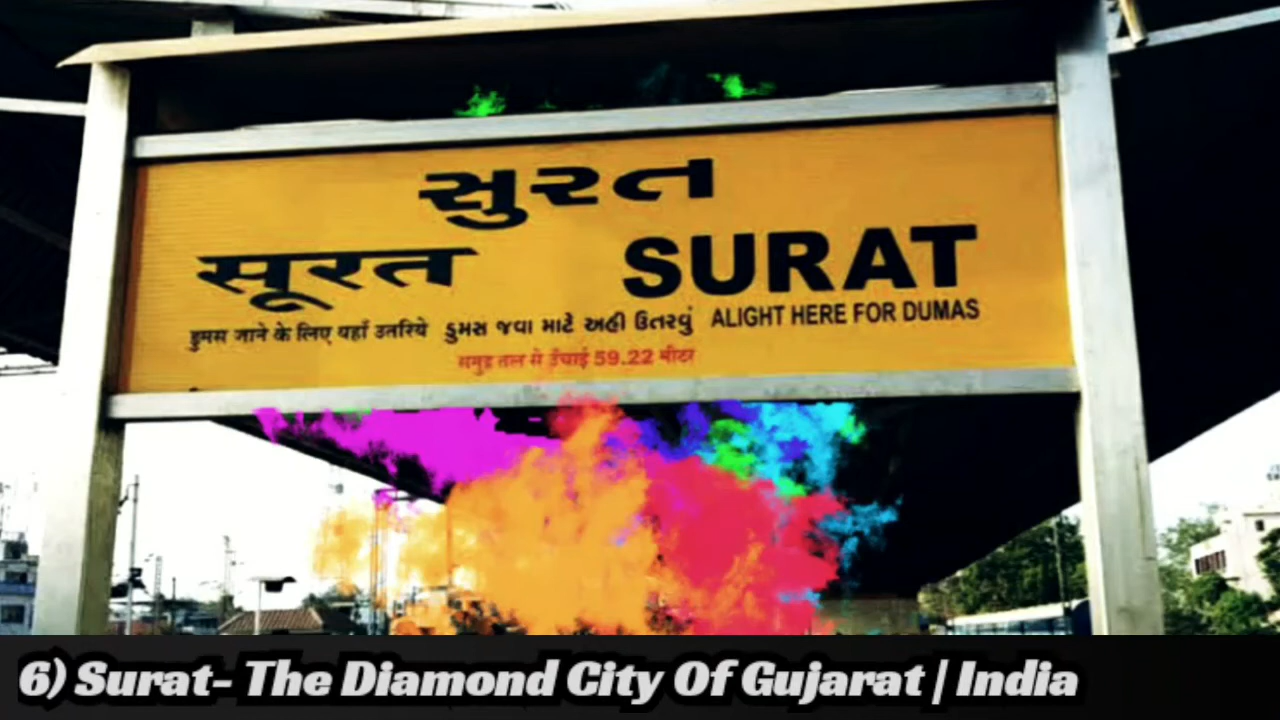 સુરત
सूरत SURAT
डुमस जाने के लिए यहाँ उतरिये ડુમસ જવા માટે અહી ઉતરવું ALIGHT HERE FOR DUMAS
समुद्र तल से उँचाई 59.22 मीटर
6) Surat- The Diamond City Of Gujarat | India